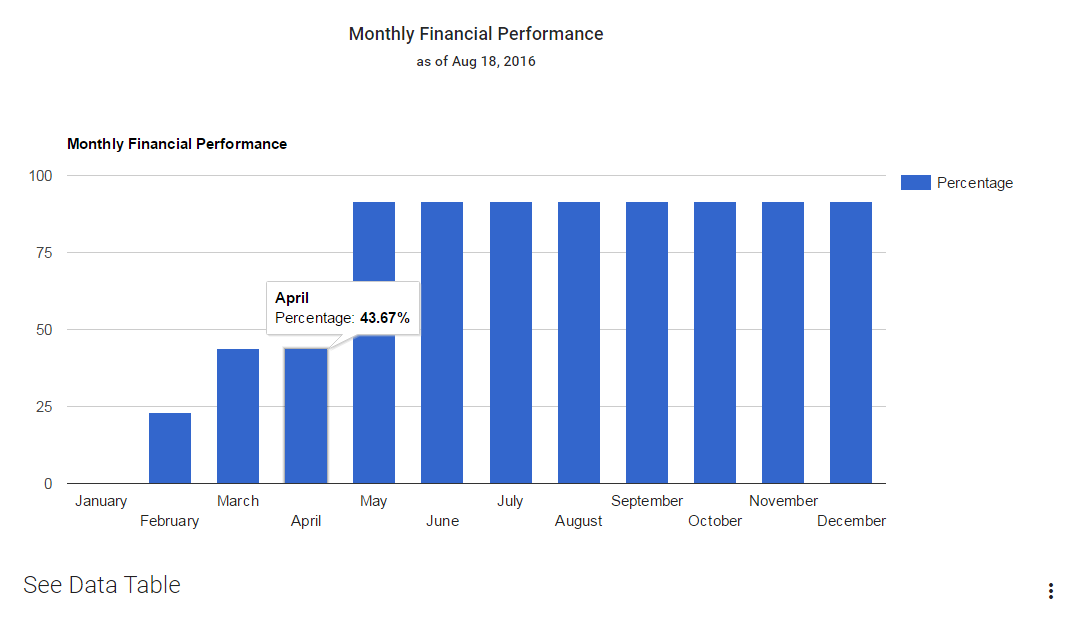 Monthly Financial Performance
as of Aug 18, 2016
Monthly Financial Performance
100
75
50
25
0
Percentage
April
Percentage: 43.67%
January
February
March
April
May
June
July
August
September
October
November
December
See Data Table